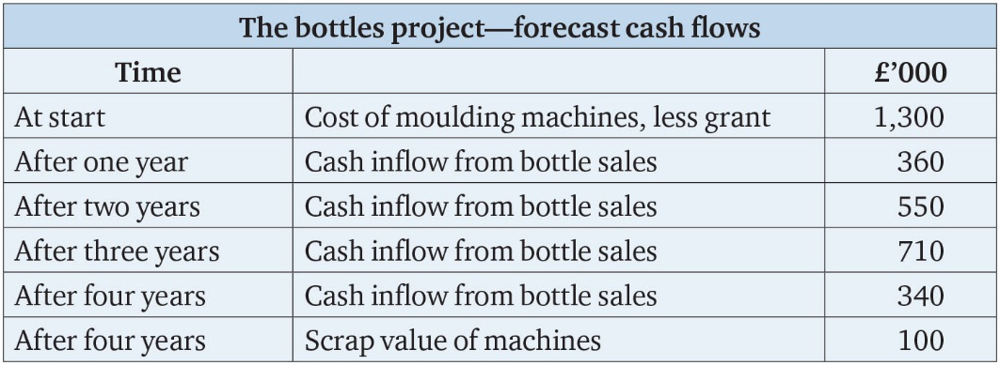 The bottles project—forecast cash flows
Time £’000
At start Cost of moulding machines, less grant 1,300
After one year Cash inflow from bottle sales 360
After two years Cash inflow from bottle sales 550
After three years Cash inflow from bottle sales 710
After four years Cash inflow from bottle sales 340
After four years Scrap value of machines 100